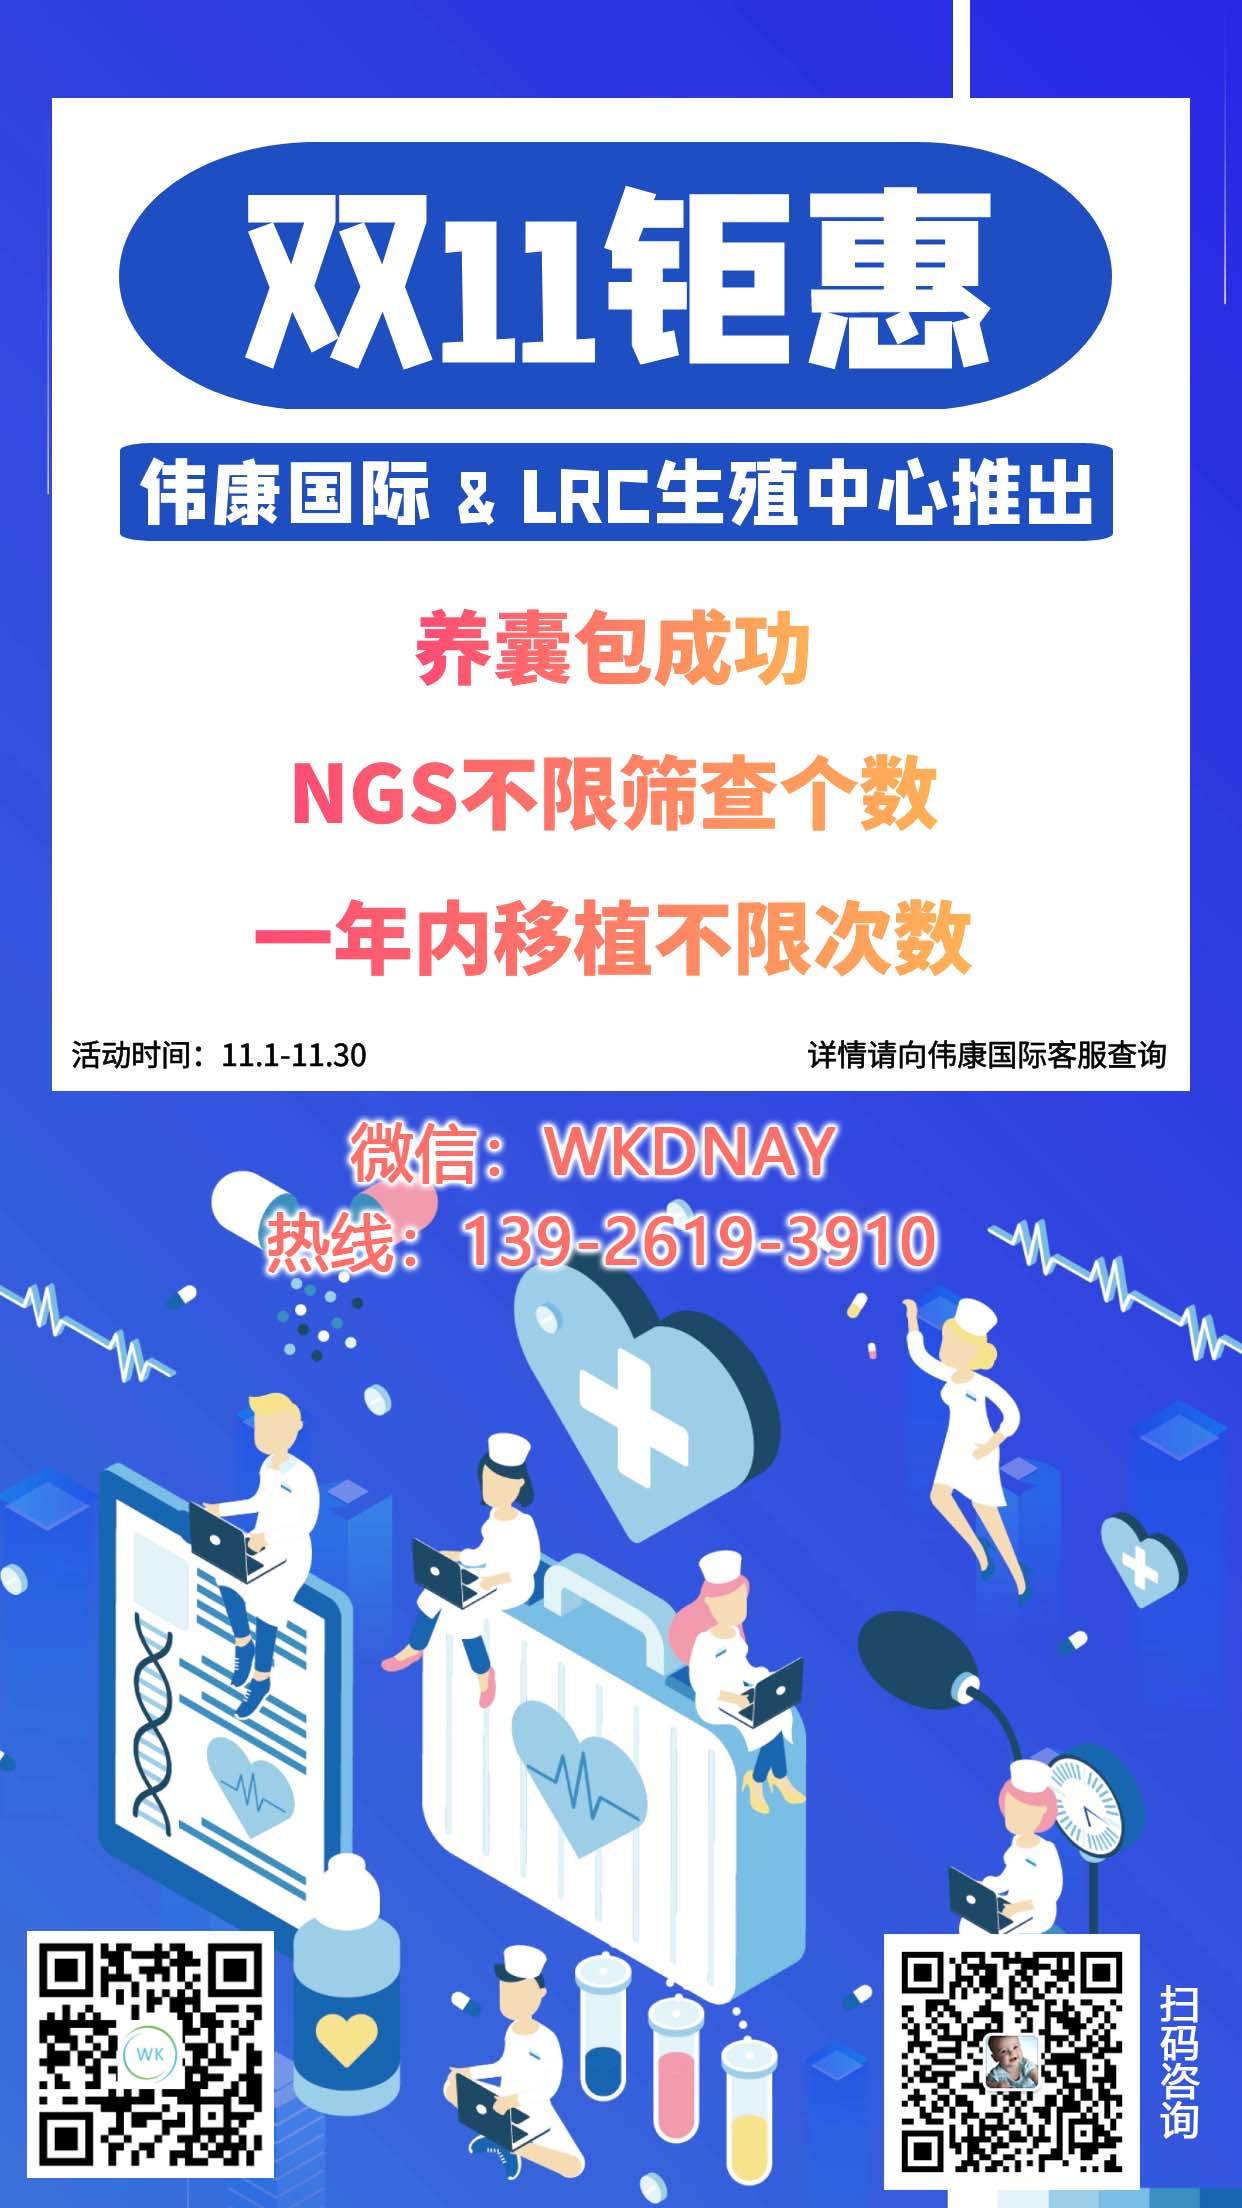 双11钜惠
伟康国际 & LRC生殖中心推出
养囊包成功
NGS不限筛查个数
一年内移植不限次数
活动时间：11.1-11.30
详情请向伟康国际客服查询
微信：WKDNAY
热线：139-2619-3910
WK
扫码咨询